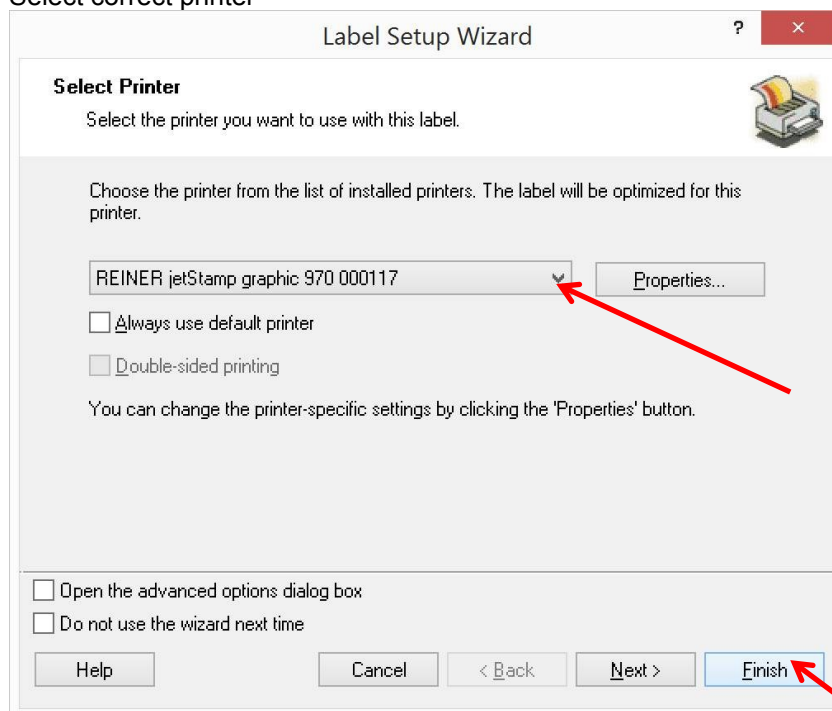 Select correct printer
Label Setup Wizard
?
×
Select Printer
Select the printer you want to use with this label.
Choose the printer from the list of installed printers. The label will be optimized for this
printer.
REINER jetStamp graphic 970 000117
Properties...
Always use default printer
Double-sided printing
You can change the printer-specific settings by clicking the 'Properties' button.
Open the advanced options dialog box
Do not use the wizard next time
Help
Cancel
< Back
Next >
Finish